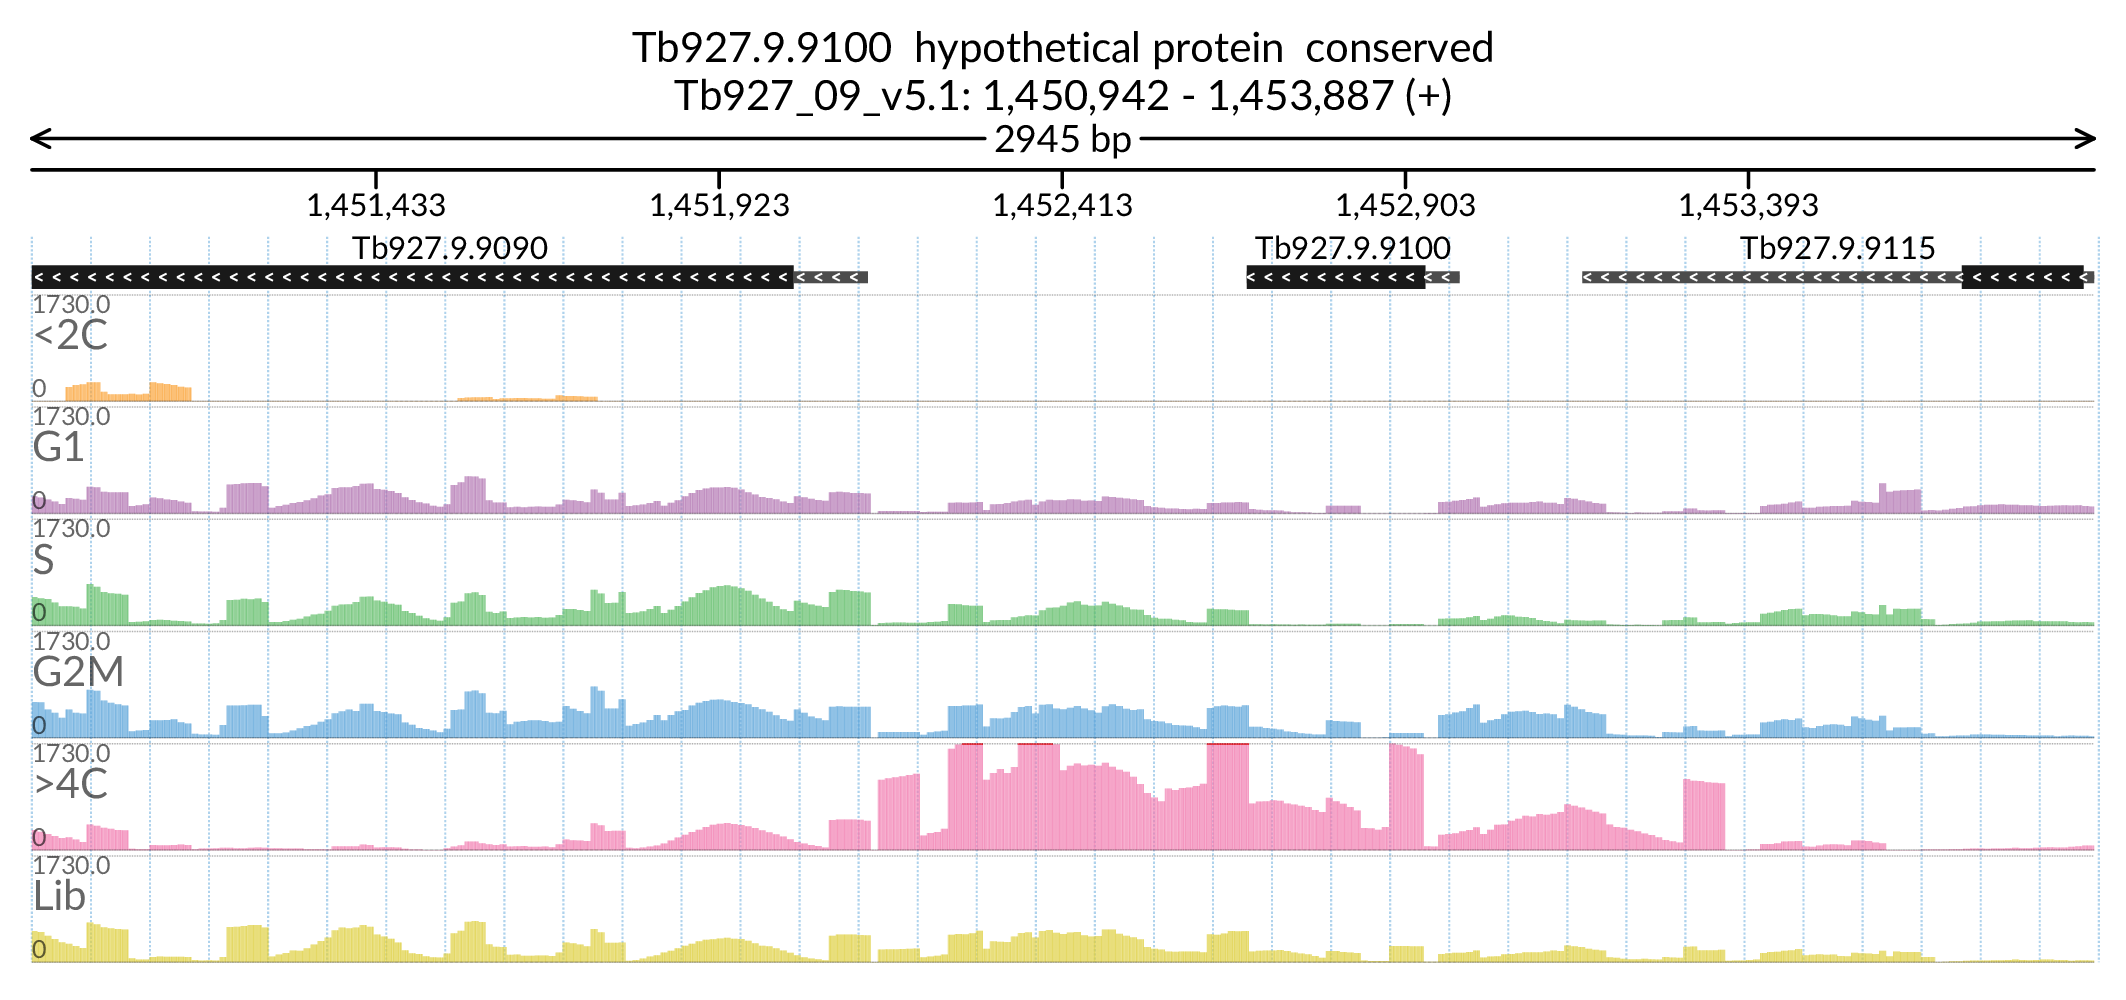 Tb927.9.9100  hypothetical protein  conserved
Tb927_09_v5.1: 1,450,942 - 1,453,887 (+)
2945 bp
1,451,433 1,451,923 1,452,413 1,452,903 1,453,393
Tb927.9.9090 Tb927.9.9100 Tb927.9.9115
1730.0
<2C
0
1730.0
G1
0
1730.0
S
0
1730.0
G2M
0
1730.0
>4C
0
1730.0
Lib
0